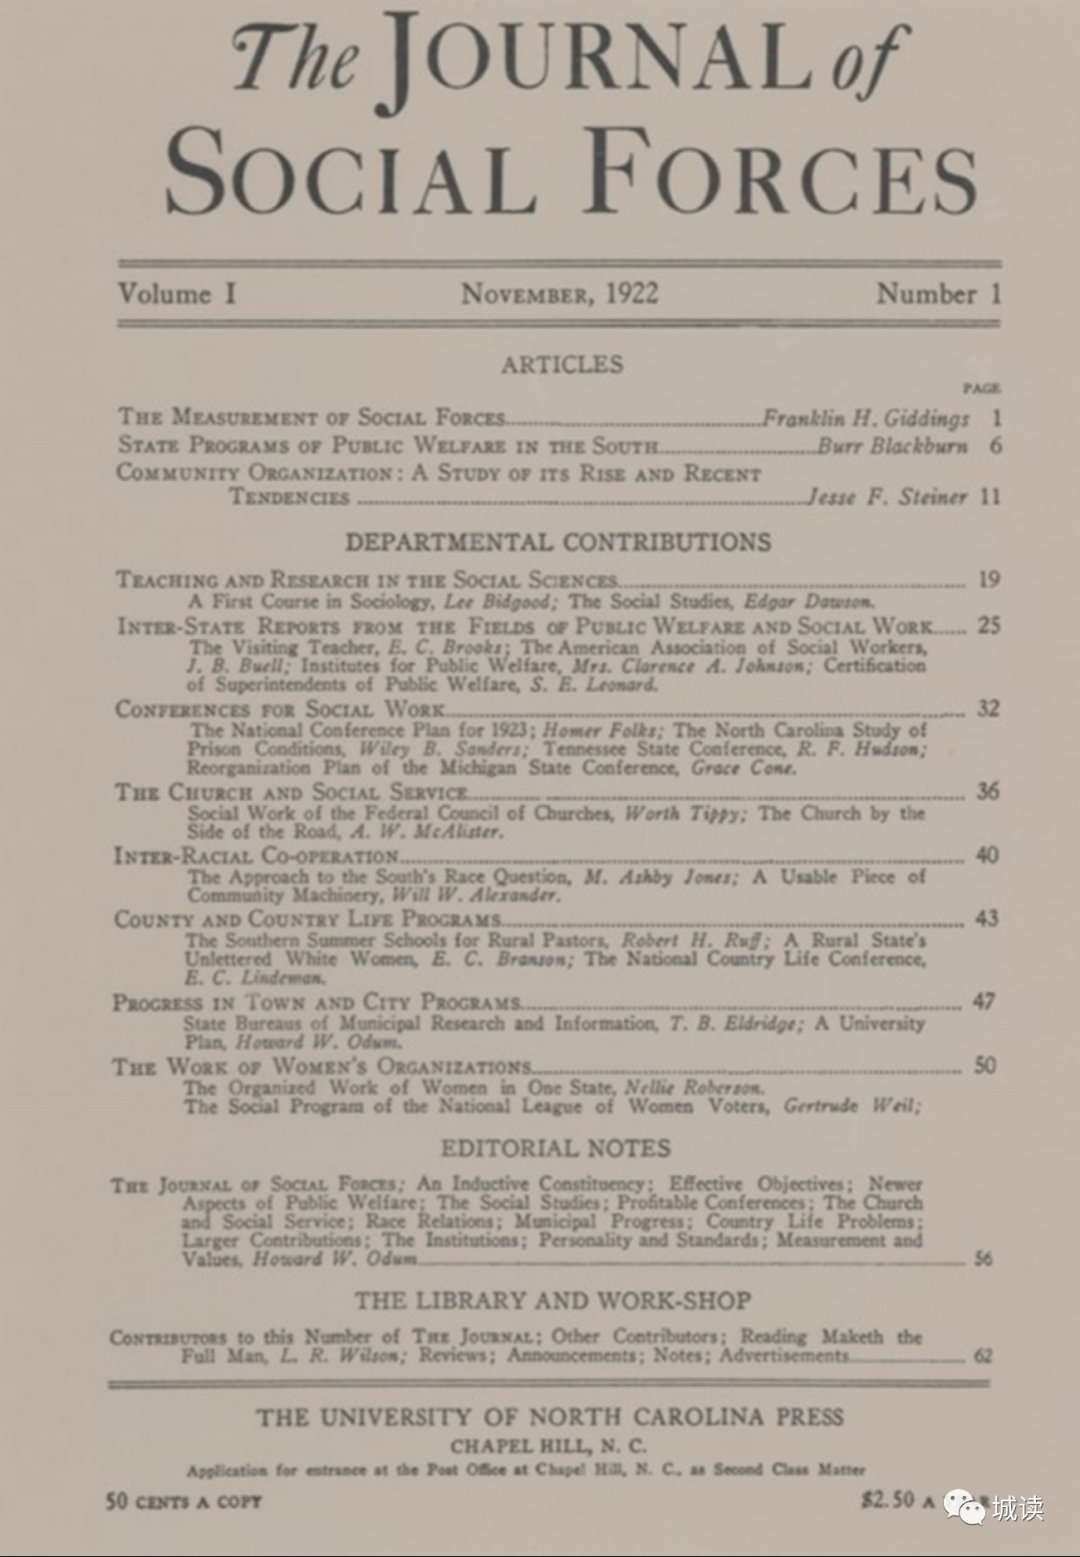 The JOURNAL of
SOCIAL FORCES
Volume I NOVEMBER, 1922 Number 1
ARTICLES
PAGE
THE MEASUREMENT OF SOCIAL FORCES Franklin H. Giddings 1
STATE PROGRAMS OF PUBLIC WELFARE IN THE SOUTH Burr Blackburn 6
COMMUNITY ORGANIZATION: A STUDY OF ITS RISE AND RECENT
TENDENCIES Jesse F. Steiner 11
DEPARTMENTAL CONTRIBUTIONS
TEACHING AND RESEARCH IN THE SOCIAL SCIENCES 19
A First Course in Sociology, Lee Bidgood; The Social Studies, Edgar Dawson.
INTER-STATE REPORTS FROM THE FIELDS OF PUBLIC WELFARE AND SOCIAL WORK 25
The Visiting Teacher, E. C. Brooks; The American Association of Social Workers,
J. B. Buell; Institutes for Public Welfare, Mrs. Clarence A. Johnson; Certification
of Superintendents of Public Welfare, S. E. Leonard.
CONFERENCES FOR SOCIAL WORK 32
The National Conference Plan for 1923; Homer Folks; The North Carolina Study of
Prison Conditions, Wiley B. Sanders; Tennessee State Conference, R. F. Hudson;
Reorganization Plan of the Michigan State Conference, Grace Cone.
THE CHURCH AND SOCIAL SERVICE 36
Social Work of the Federal Council of Churches, Worth Tippy; The Church by the
Side of the Road, A. W. McAlister.
INTER-RACIAL CO-OPERATION 40
The Approach to the South's Race Question, M. Ashby Jones; A Usable Piece of
Community Machinery, Will W. Alexander.
COUNTY AND COUNTRY LIFE PROGRAMS 43
The Southern Summer Schools for Rural Pastors, Robert H. Ruff; A Rural State's
Unlettered White Women, E. C. Branson; The National Country Life Conference,
E. C. Lindeman.
PROGRESS IN TOWN AND CITY PROGRAMS 47
State Bureaus of Municipal Research and Information, T. B. Eldridge; A University
Plan, Howard W. Odum.
THE WORK OF WOMEN'S ORGANIZATIONS 50
The Organized Work of Women in One State, Nellie Roberson.
The Social Program of the National League of Women Voters, Gertrude Weil;
EDITORIAL NOTES
THE JOURNAL OF SOCIAL FORCES; An Inductive Constituency; Effective Objectives; Newer
Aspects of Public Welfare; The Social Studies; Profitable Conferences; The Church
and Social Service; Race Relations; Municipal Progress; Country Life Problems;
Larger Contributions; The Institutions; Personality and Standards; Measurement and
Values, Howard W. Odum 56
THE LIBRARY AND WORK-SHOP
CONTRIBUTORS to this Number of THE JOURNAL; Other Contributors; Reading Maketh the
Full Man, L. R. Wilson; Reviews; Announcements; Notes; Advertisements 62
THE UNIVERSITY OF NORTH CAROLINA PRESS
CHAPEL HILL, N. C.
Application for entrance at the Post Office at Chapel Hill, N. C., as Second Class Matter
50 CENTS A COPY $2.50 A
城读